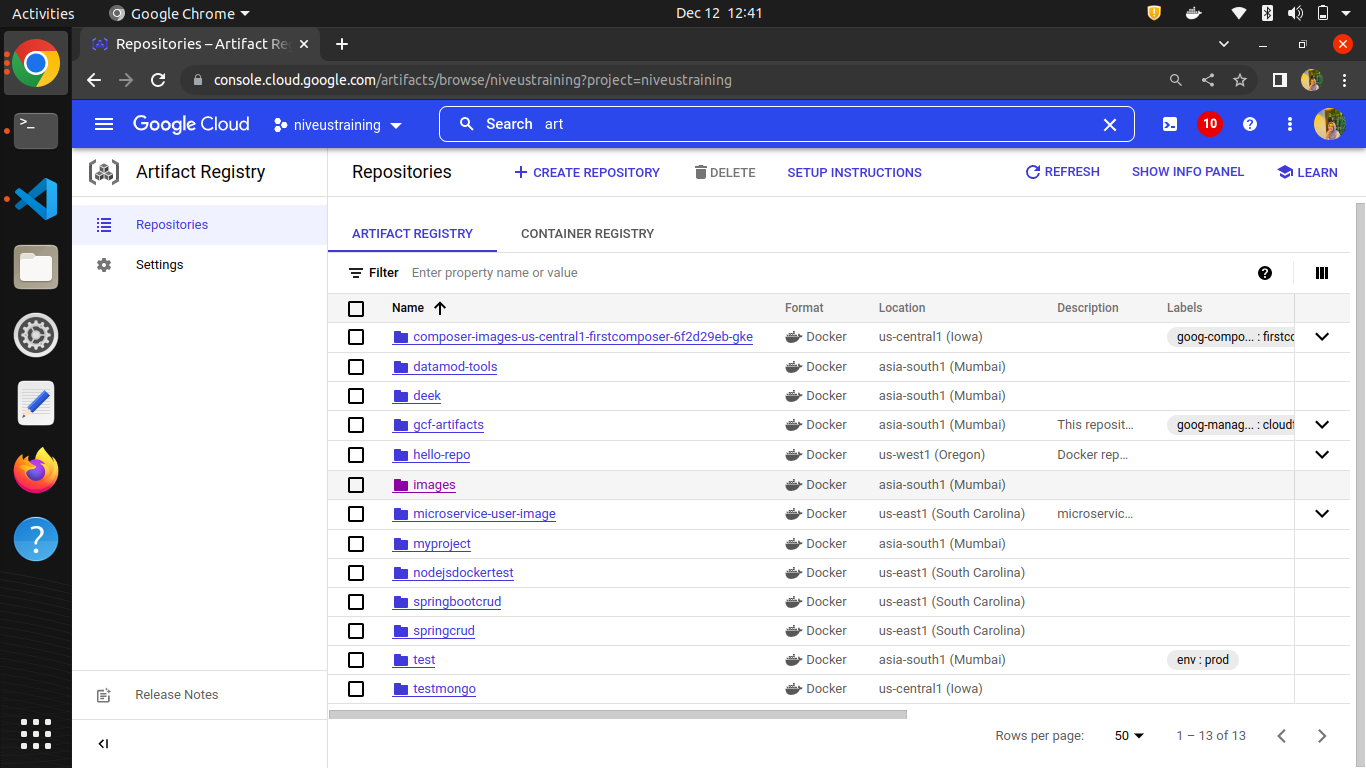 Activities Google Chrome Dec 12 12:41
Repositories – Artifact Re
console.cloud.google.com/artifacts/browse/niveustraining?project=niveustraining
Google Cloud niveustraining Search art 10
Artifact Registry
Repositories
Settings
Release Notes
Repositories CREATE REPOSITORY DELETE SETUP INSTRUCTIONS REFRESH SHOW INFO PANEL LEARN
ARTIFACT REGISTRY CONTAINER REGISTRY
Filter Enter property name or value
Name Format Location Description Labels
composer-images-us-central1-firstcomposer-6f2d29eb-gke Docker us-central1 (Iowa) goog-compo... : firstco
datamod-tools Docker asia-south1 (Mumbai)
deek Docker asia-south1 (Mumbai)
gcf-artifacts Docker asia-south1 (Mumbai) This reposit… goog-manag... : cloudf
hello-repo Docker us-west1 (Oregon) Docker rep…
images Docker asia-south1 (Mumbai)
microservice-user-image Docker us-east1 (South Carolina) microservic…
myproject Docker asia-south1 (Mumbai)
nodejsdockertest Docker us-east1 (South Carolina)
springbootcrud Docker us-east1 (South Carolina)
springcrud Docker us-east1 (South Carolina)
test Docker asia-south1 (Mumbai) env : prod
testmongo Docker us-central1 (Iowa)
Rows per page: 50 1 – 13 of 13